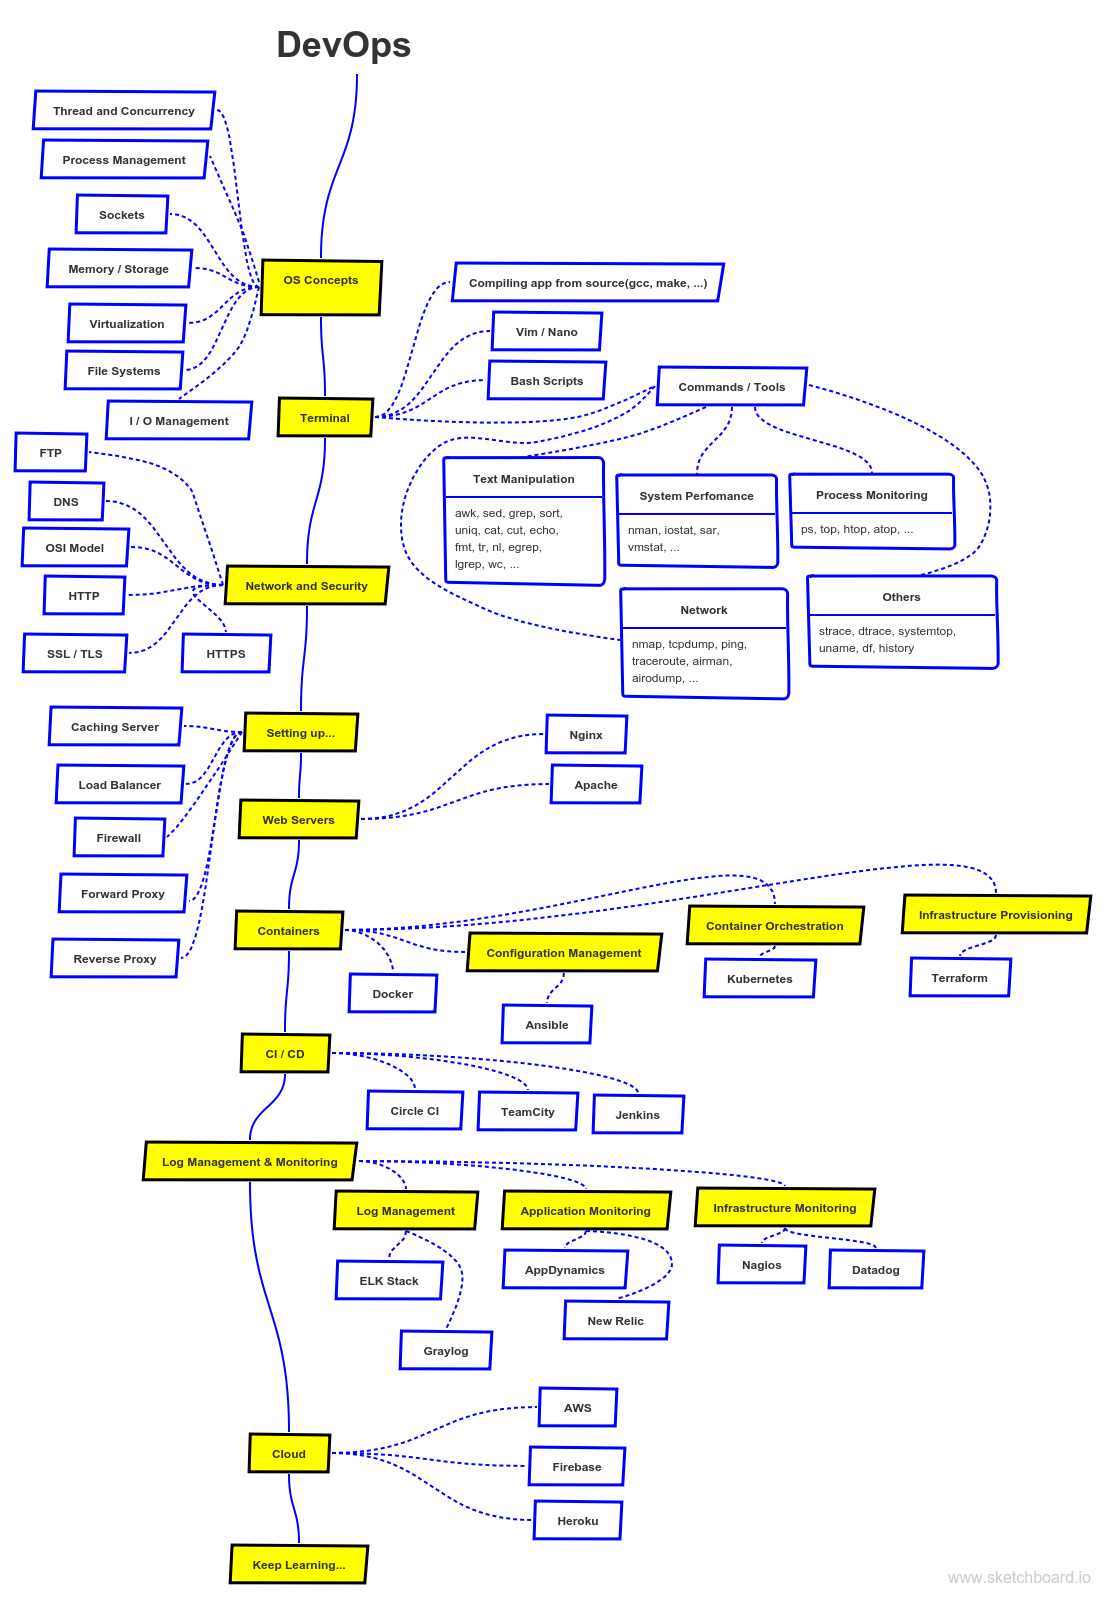 DevOps
Thread and Concurrency
Process Management
Sockets
Memory / Storage
Virtualization
File Systems
I / O Management
OS Concepts
Compiling app from source(gcc, make, ...)
Vim / Nano
Bash Scripts
Commands / Tools
Terminal
Text Manipulation
awk, sed, grep, sort,
uniq, cat, cut, echo,
fmt, tr, nl, egrep,
lgrep, wc, ...
System Perfomance
nman, iostat, sar,
vmstat, ...
Process Monitoring
ps, top, htop, atop, ...
Network
nmap, tcpdump, ping,
traceroute, airman,
airodump, ...
Others
strace, dtrace, systemtop,
uname, df, history
FTP
DNS
OSI Model
HTTP
SSL / TLS
HTTPS
Network and Security
Caching Server
Load Balancer
Firewall
Forward Proxy
Reverse Proxy
Setting up...
Nginx
Apache
Web Servers
Containers
Docker
Configuration Management
Ansible
Container Orchestration
Kubernetes
Infrastructure Provisioning
Terraform
CI / CD
Circle CI
TeamCity
Jenkins
Log Management & Monitoring
Log Management
ELK Stack
Graylog
Application Monitoring
AppDynamics
New Relic
Infrastructure Monitoring
Nagios
Datadog
Cloud
AWS
Firebase
Heroku
Keep Learning...
www.sketchboard.io